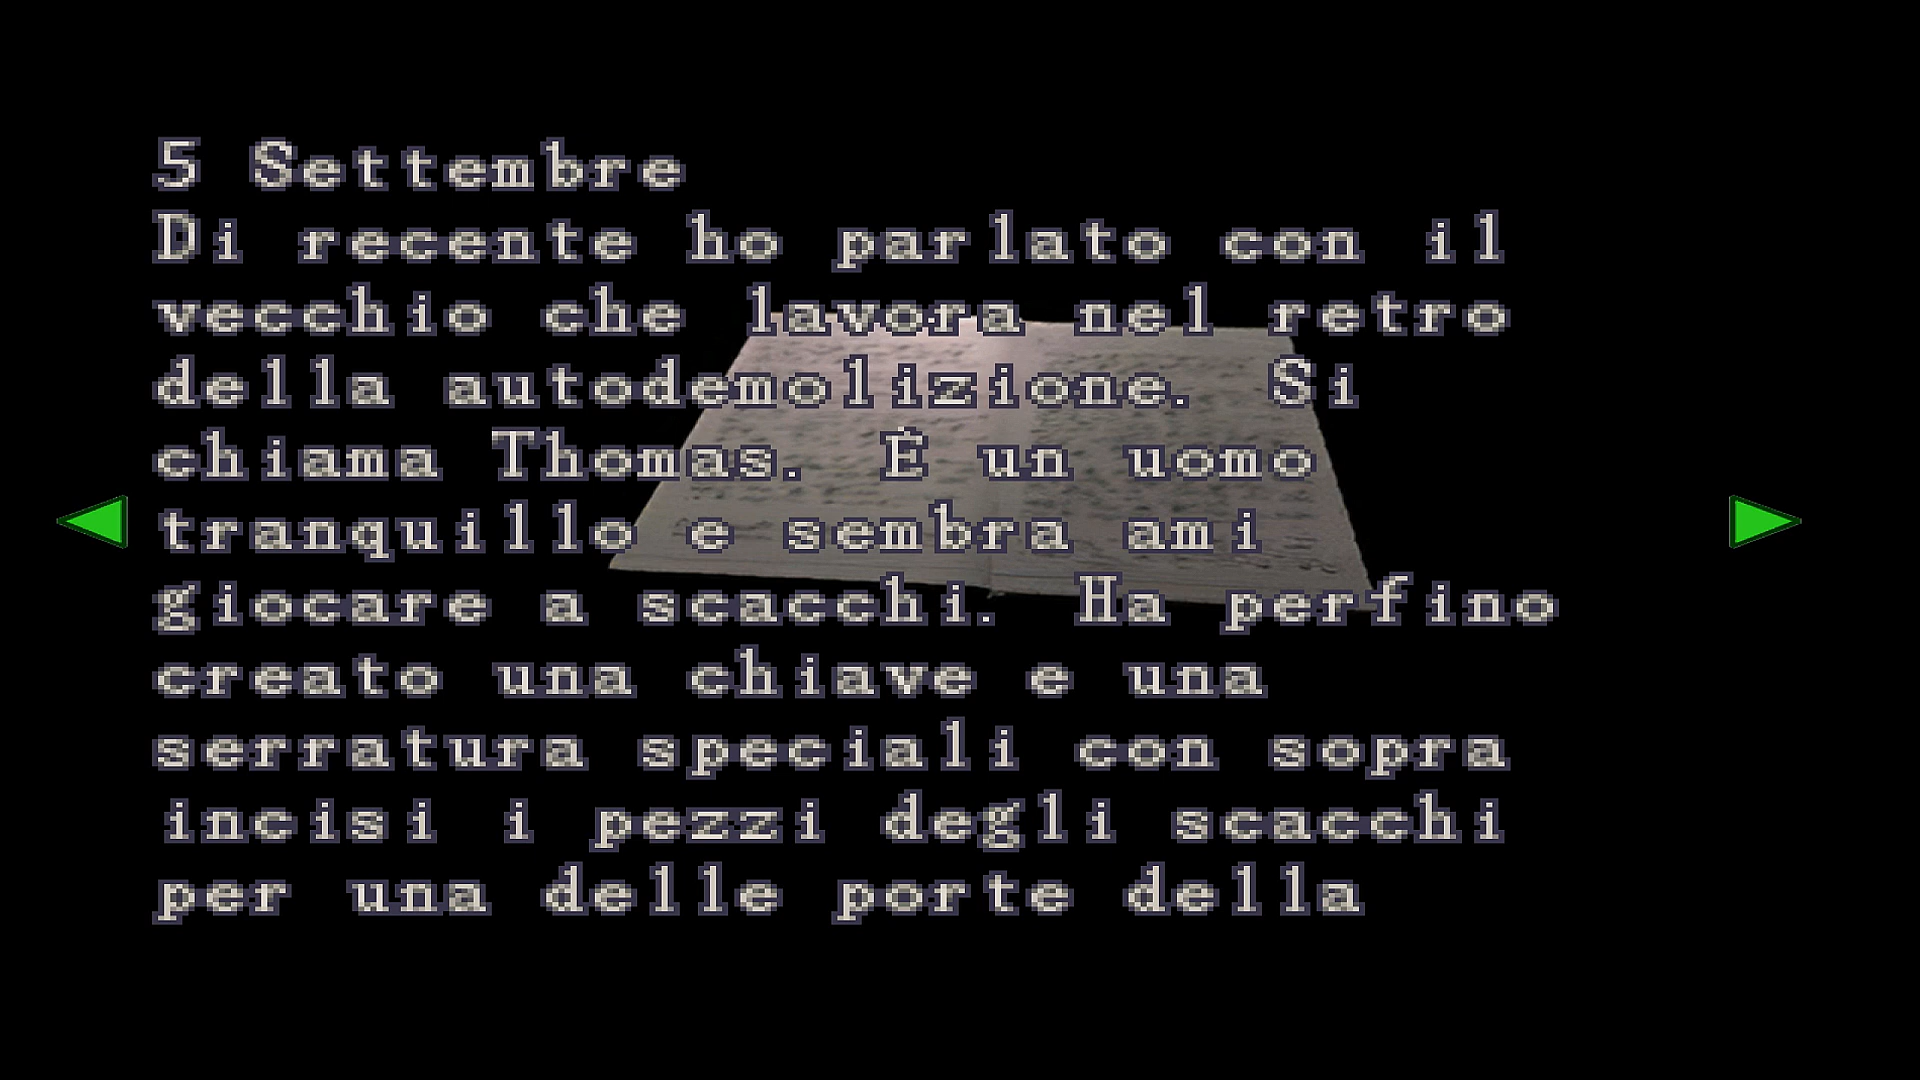 5 Settembre
Di recente ho parlato con il
vecchio che lavora nel retro
della autodemolizione. Si
chiama Thomas. È un uomo
tranquillo e sembra ami
giocare a scacchi. Ha perfino
creato una chiave e una
serratura speciali con sopra
incisi i pezzi degli scacchi
per una delle porte della